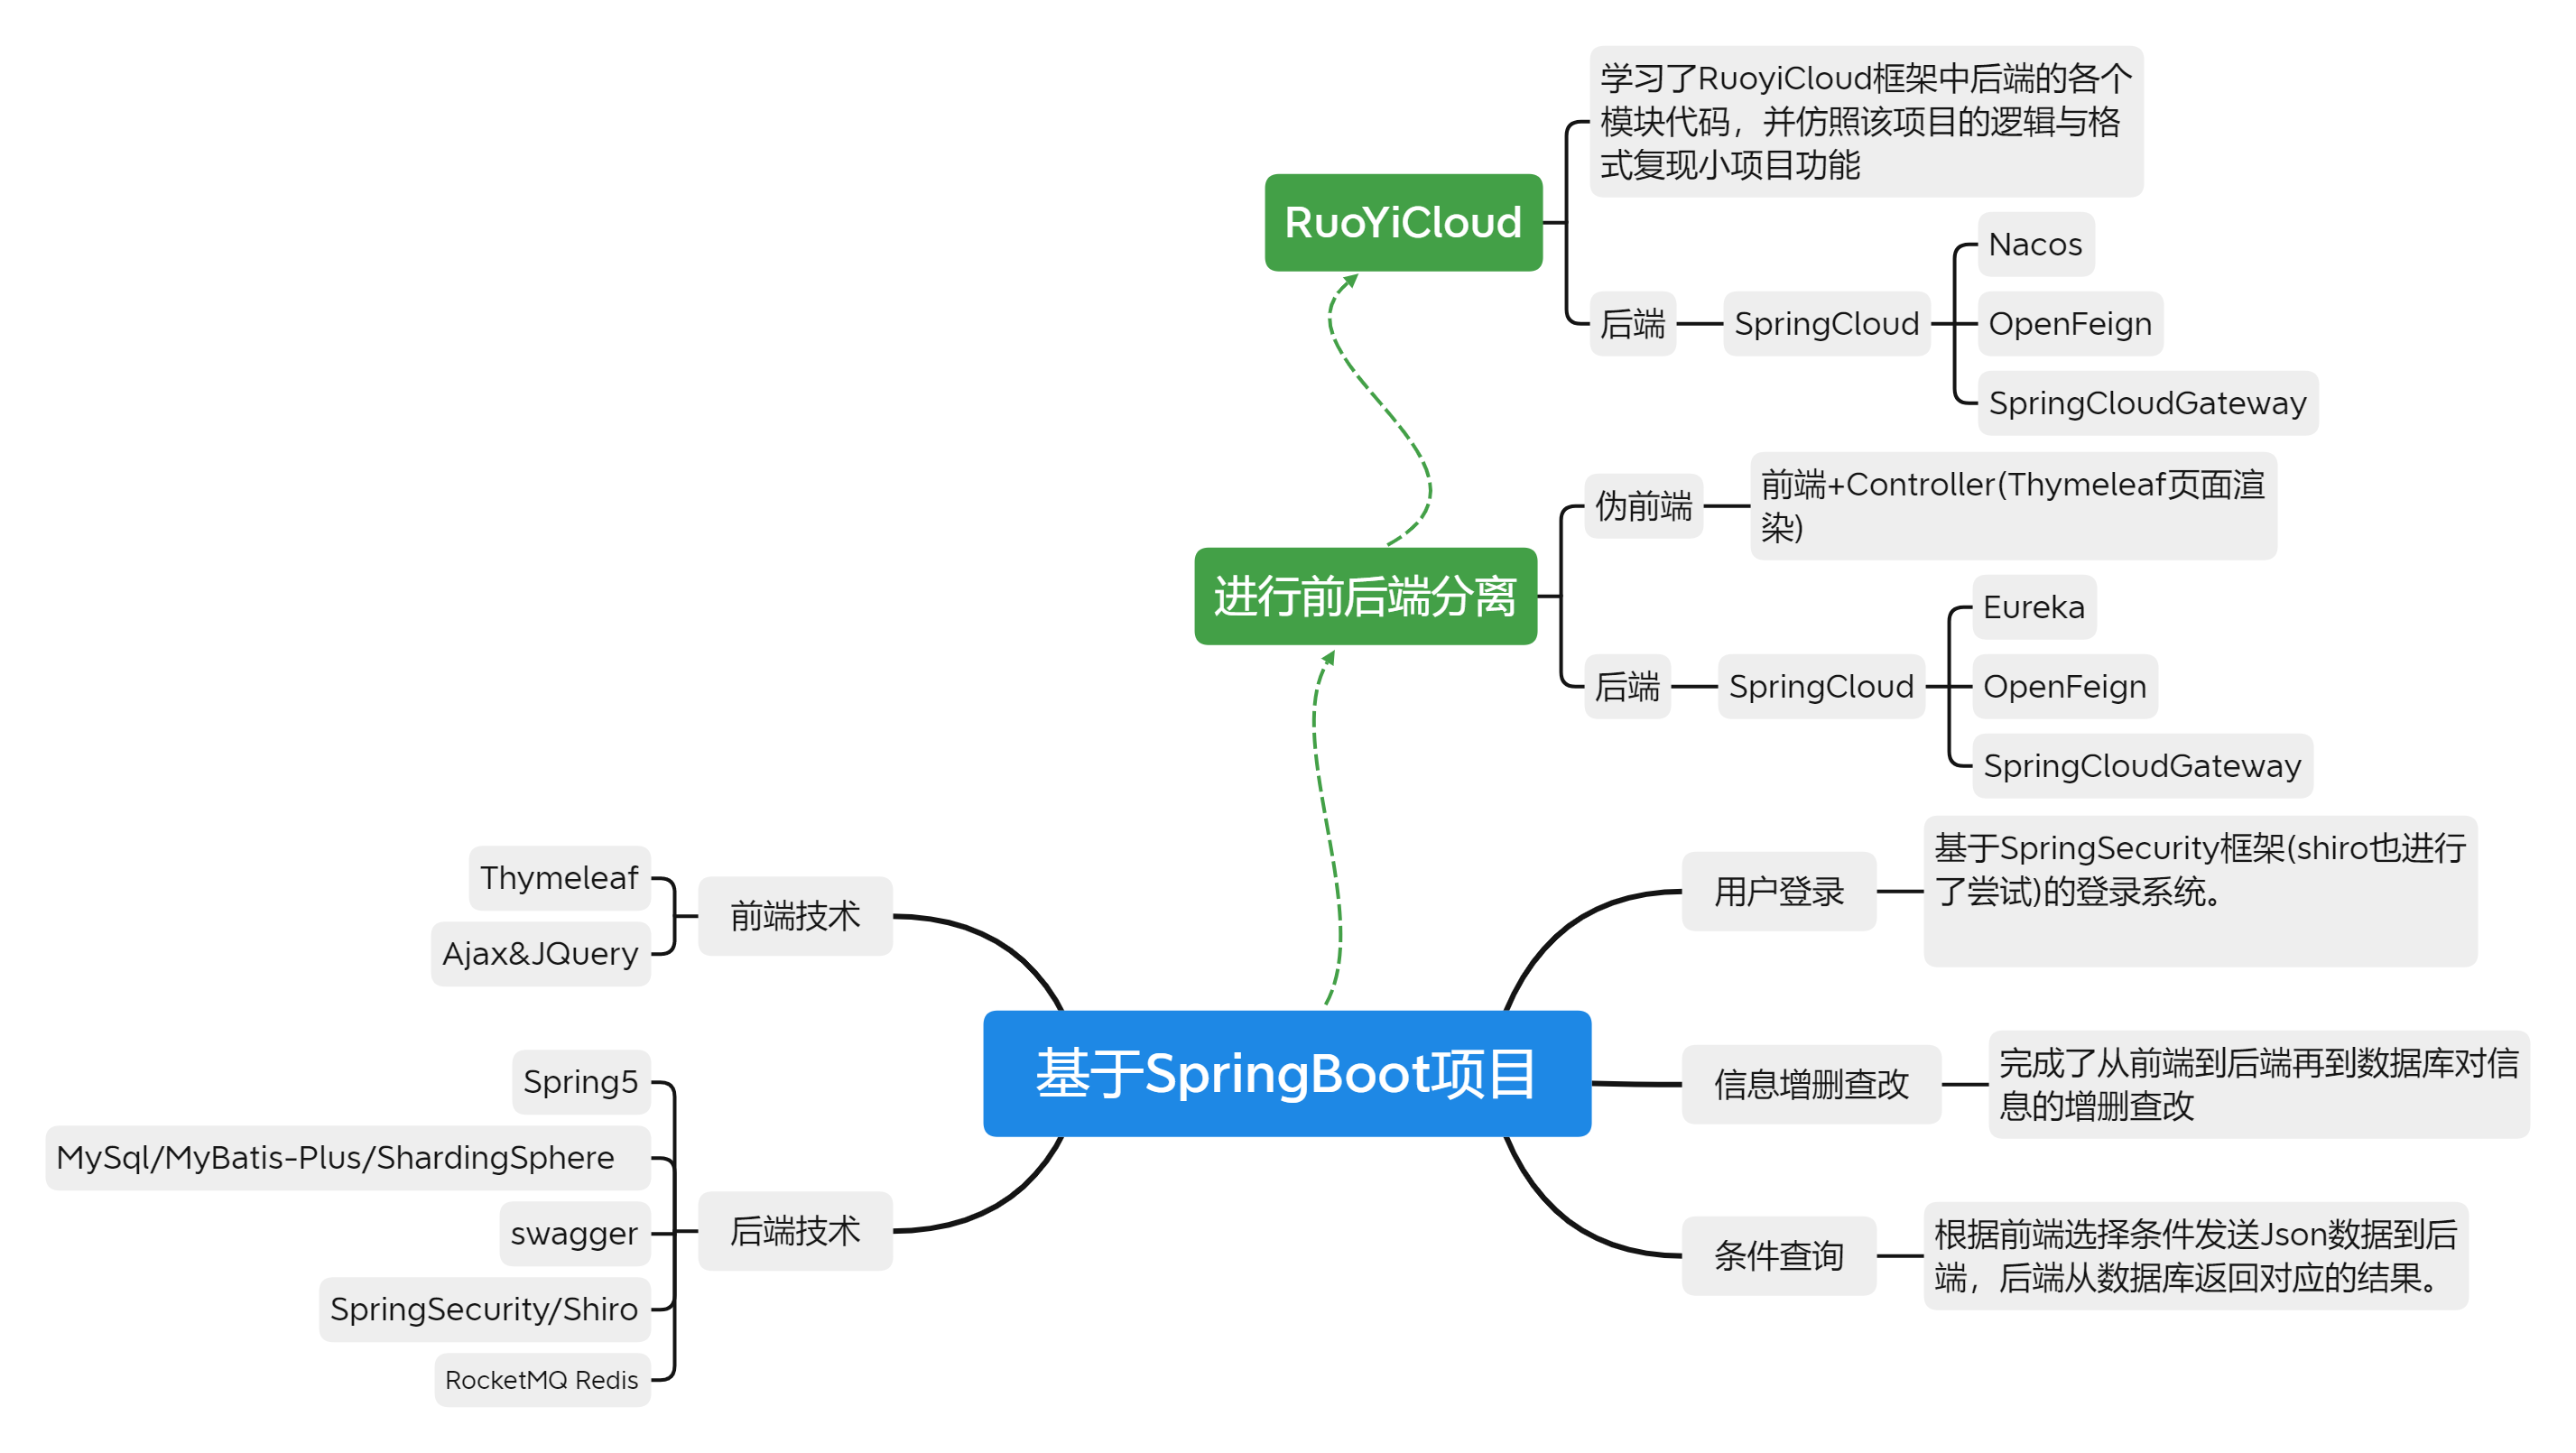 学习了RuoyiCloud框架中后端的各个
模块代码，并仿照该项目的逻辑与格
式复现小项目功能
RuoYiCloud
Nacos
后端
SpringCloud
OpenFeign
SpringCloudGateway
伪前端
前端+Controller(Thymeleaf页面渲
染)
进行前后端分离
Eureka
后端
SpringCloud
OpenFeign
SpringCloudGateway
Thymeleaf
前端技术
Ajax&JQuery
用户登录
基于SpringSecurity框架(shiro也进行
了尝试)的登录系统。
基于SpringBoot项目
信息增删查改
完成了从前端到后端再到数据库对信
息的增删查改
Spring5
MySql/MyBatis-Plus/ShardingSphere
swagger
后端技术
SpringSecurity/Shiro
RocketMQ Redis
条件查询
根据前端选择条件发送Json数据到后
端，后端从数据库返回对应的结果。